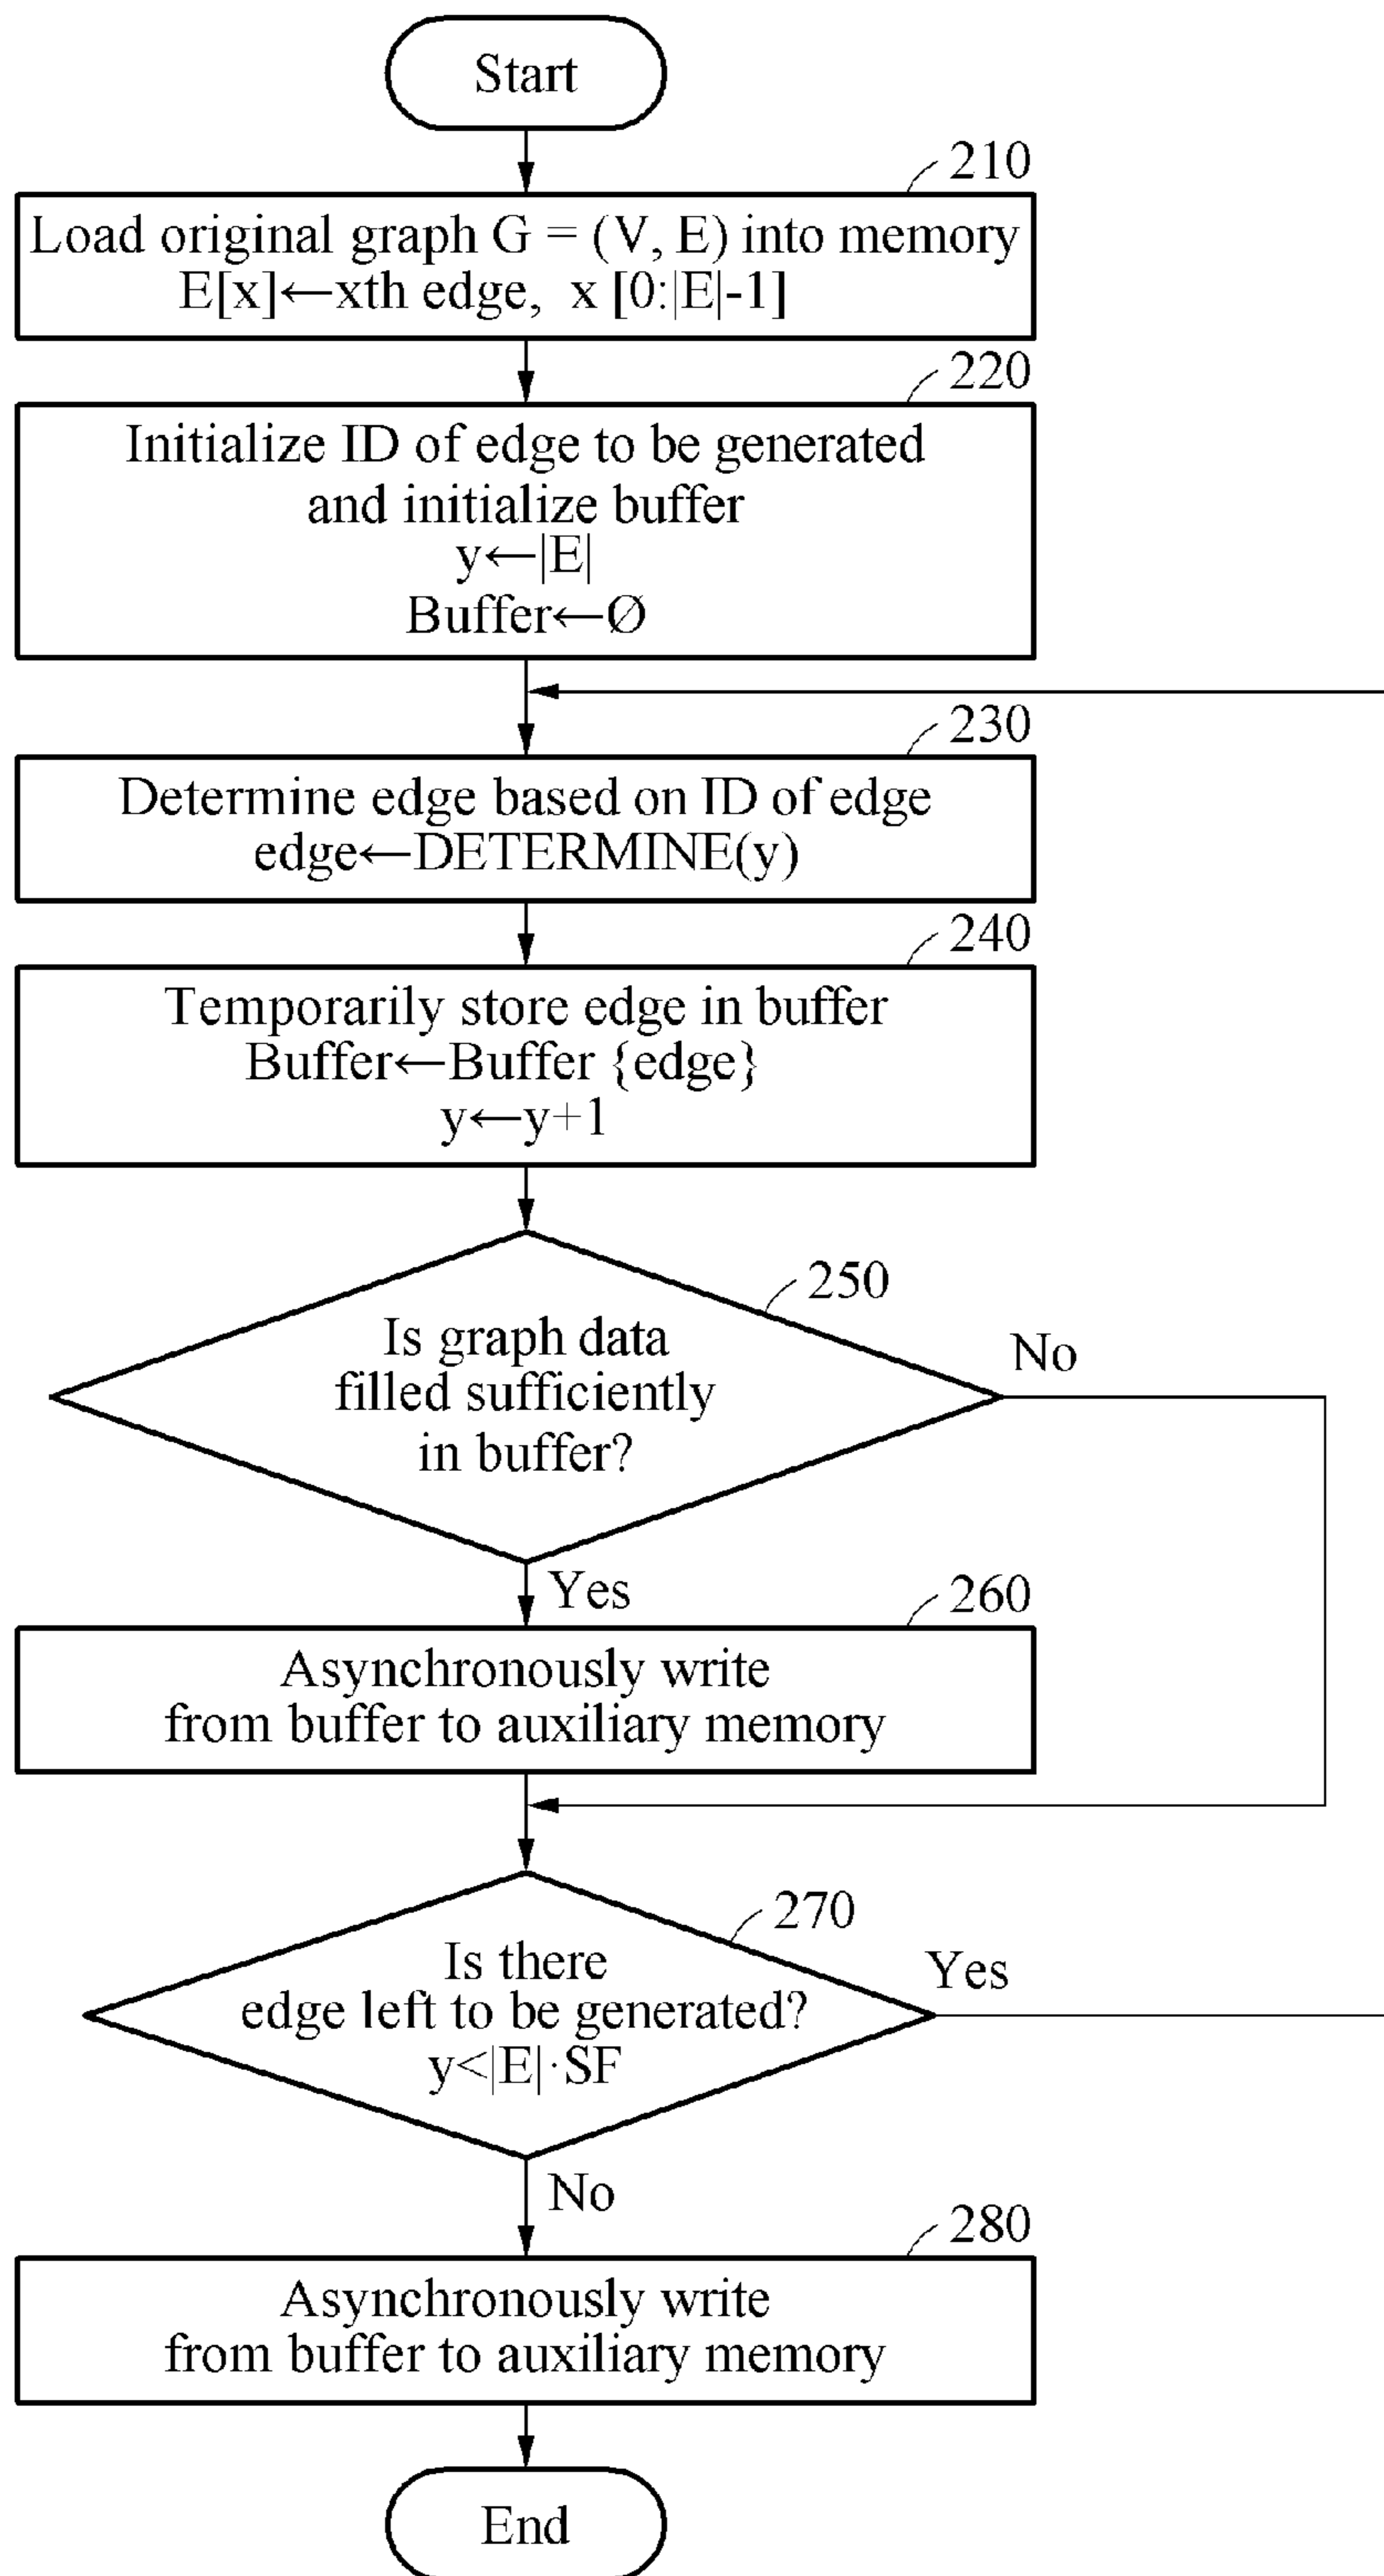 Start
210
Load original graph G = (V, E) into memory
E[x]←xth edge, x [0:|E|-1]
220
Initialize ID of edge to be generated
and initialize buffer
y←|E|
Buffer←Ø
230
Determine edge based on ID of edge
edge←DETERMINE(y)
240
Temporarily store edge in buffer
Buffer←Buffer {edge}
y←y+1
250
Is graph data
filled sufficiently
in buffer?
No
Yes
260
Asynchronously write
from buffer to auxiliary memory
270
Is there
edge left to be generated?
y<|E|·SF
Yes
No
280
Asynchronously write
from buffer to auxiliary memory
End